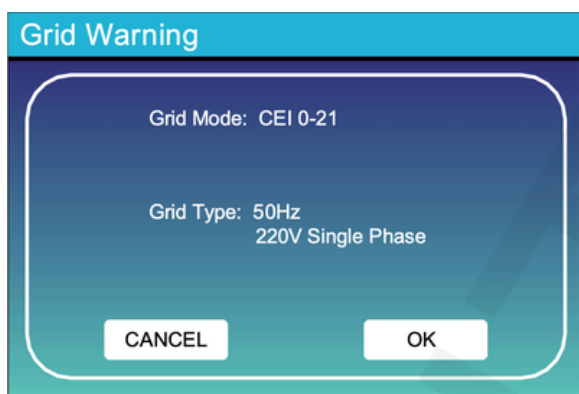 Grid Warning
Grid Mode: CEI 0-21
Grid Type: 50Hz
220V Single Phase
CANCEL
OK